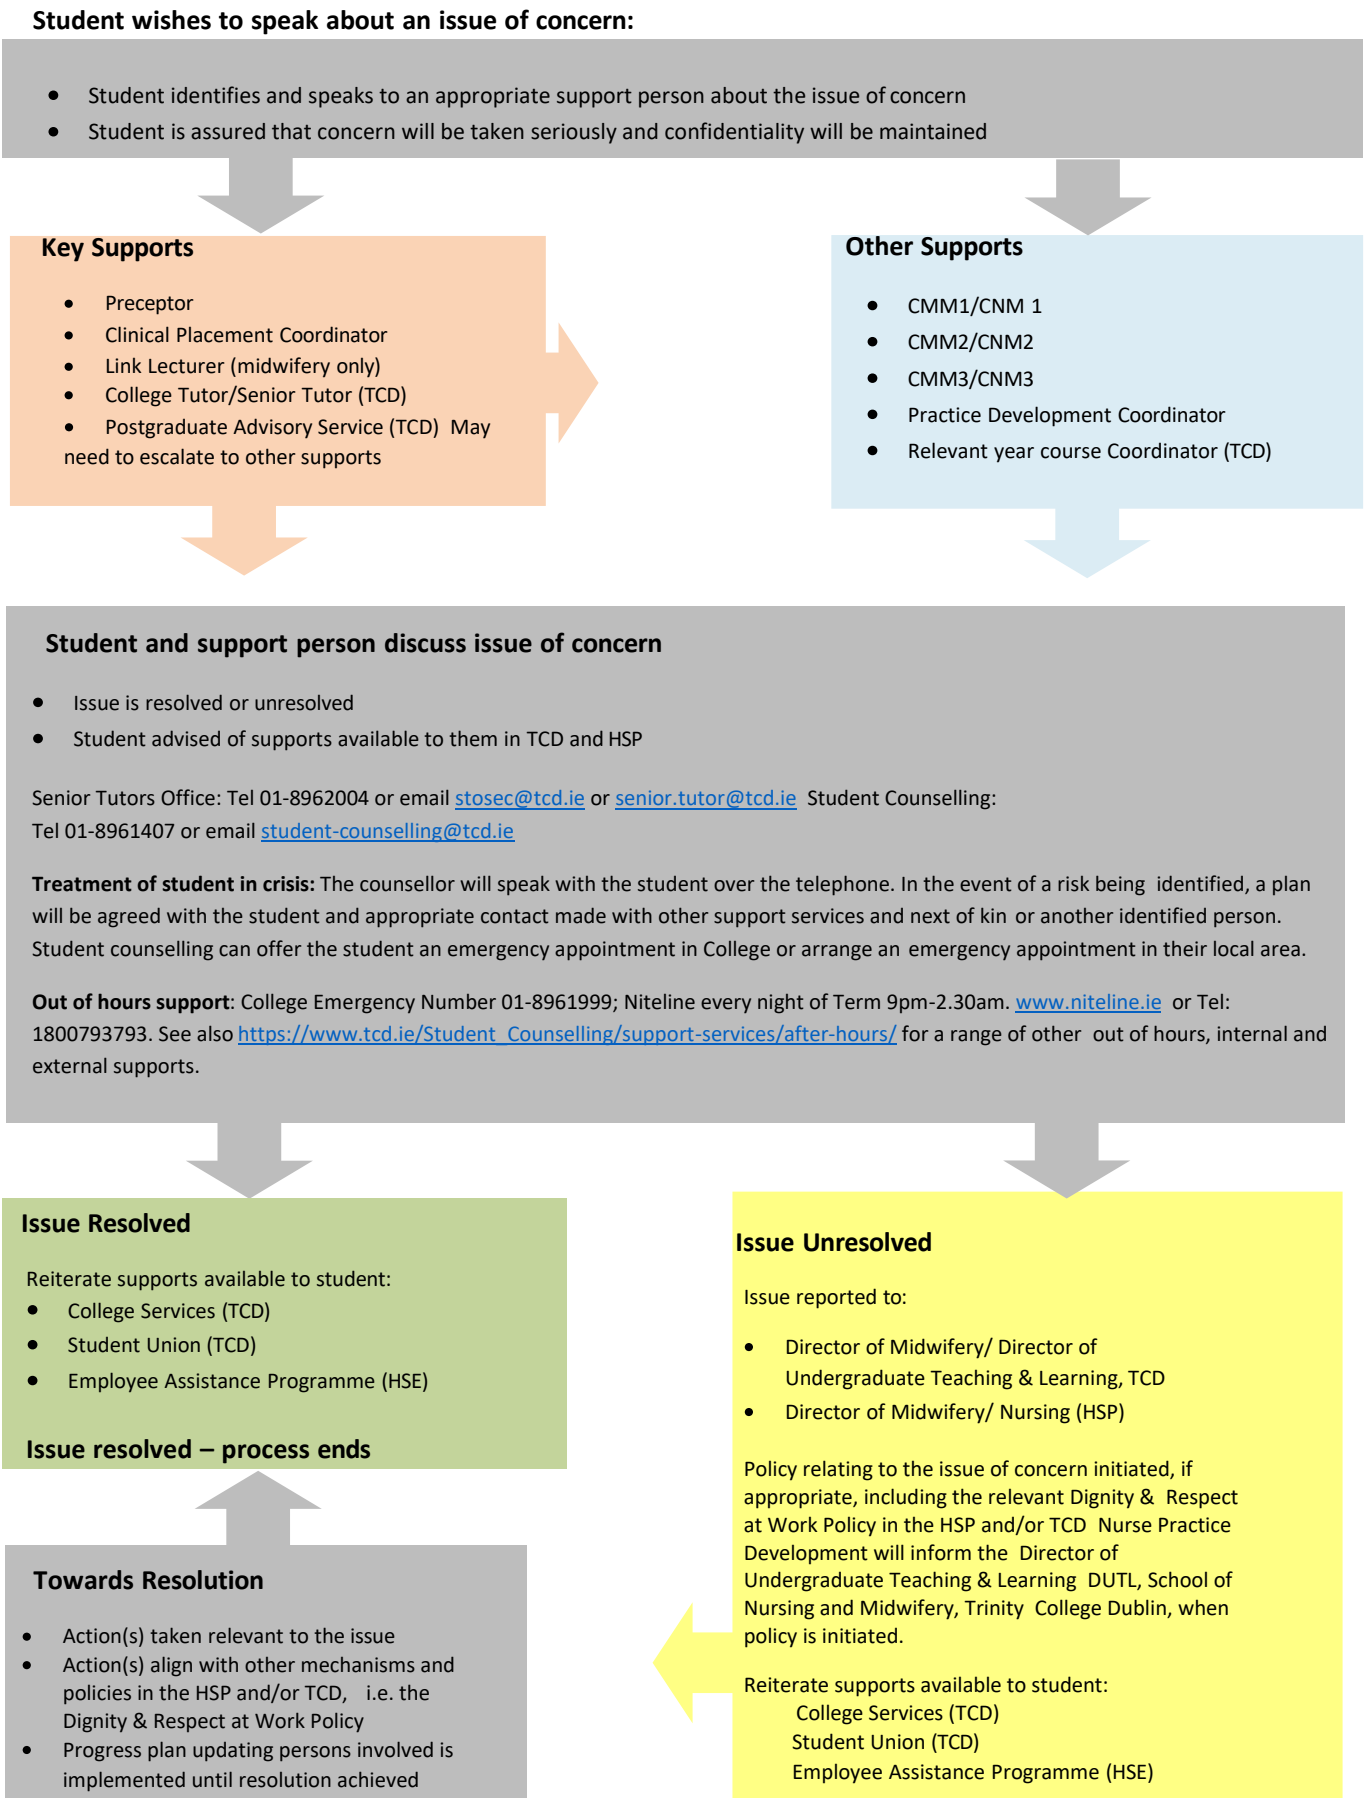 Student wishes to speak about an issue of concern:
• Student identifies and speaks to an appropriate support person about the issue of concern
• Student is assured that concern will be taken seriously and confidentiality will be maintained
Key Supports
• Preceptor
• Clinical Placement Coordinator
• Link Lecturer (midwifery only)
• College Tutor/Senior Tutor (TCD)
• Postgraduate Advisory Service (TCD) May
need to escalate to other supports
Other Supports
• CMM1/CNM 1
• CMM2/CNM2
• CMM3/CNM3
• Practice Development Coordinator
• Relevant year course Coordinator (TCD)
Student and support person discuss issue of concern
• Issue is resolved or unresolved
• Student advised of supports available to them in TCD and HSP
Senior Tutors Office: Tel 01-8962004 or email stosec@tcd.ie or senior.tutor@tcd.ie Student Counselling:
Tel 01-8961407 or email student-counselling@tcd.ie
Treatment of student in crisis: The counsellor will speak with the student over the telephone. In the event of a risk being identified, a plan
will be agreed with the student and appropriate contact made with other support services and next of kin or another identified person.
Student counselling can offer the student an emergency appointment in College or arrange an emergency appointment in their local area.
Out of hours support: College Emergency Number 01-8961999; Niteline every night of Term 9pm-2.30am. www.niteline.ie or Tel:
1800793793. See also https://www.tcd.ie/Student_Counselling/support-services/after-hours/ for a range of other out of hours, internal and
external supports.
Issue Resolved
Reiterate supports available to student:
• College Services (TCD)
• Student Union (TCD)
• Employee Assistance Programme (HSE)
Issue resolved – process ends
Issue Unresolved
Issue reported to:
• Director of Midwifery/ Director of
Undergraduate Teaching & Learning, TCD
• Director of Midwifery/ Nursing (HSP)
Policy relating to the issue of concern initiated, if
appropriate, including the relevant Dignity & Respect
at Work Policy in the HSP and/or TCD Nurse Practice
Development will inform the Director of
Undergraduate Teaching & Learning DUTL, School of
Nursing and Midwifery, Trinity College Dublin, when
policy is initiated.
Reiterate supports available to student:
College Services (TCD)
Student Union (TCD)
Employee Assistance Programme (HSE)
Towards Resolution
• Action(s) taken relevant to the issue
• Action(s) align with other mechanisms and
policies in the HSP and/or TCD, i.e. the
Dignity & Respect at Work Policy
• Progress plan updating persons involved is
implemented until resolution achieved